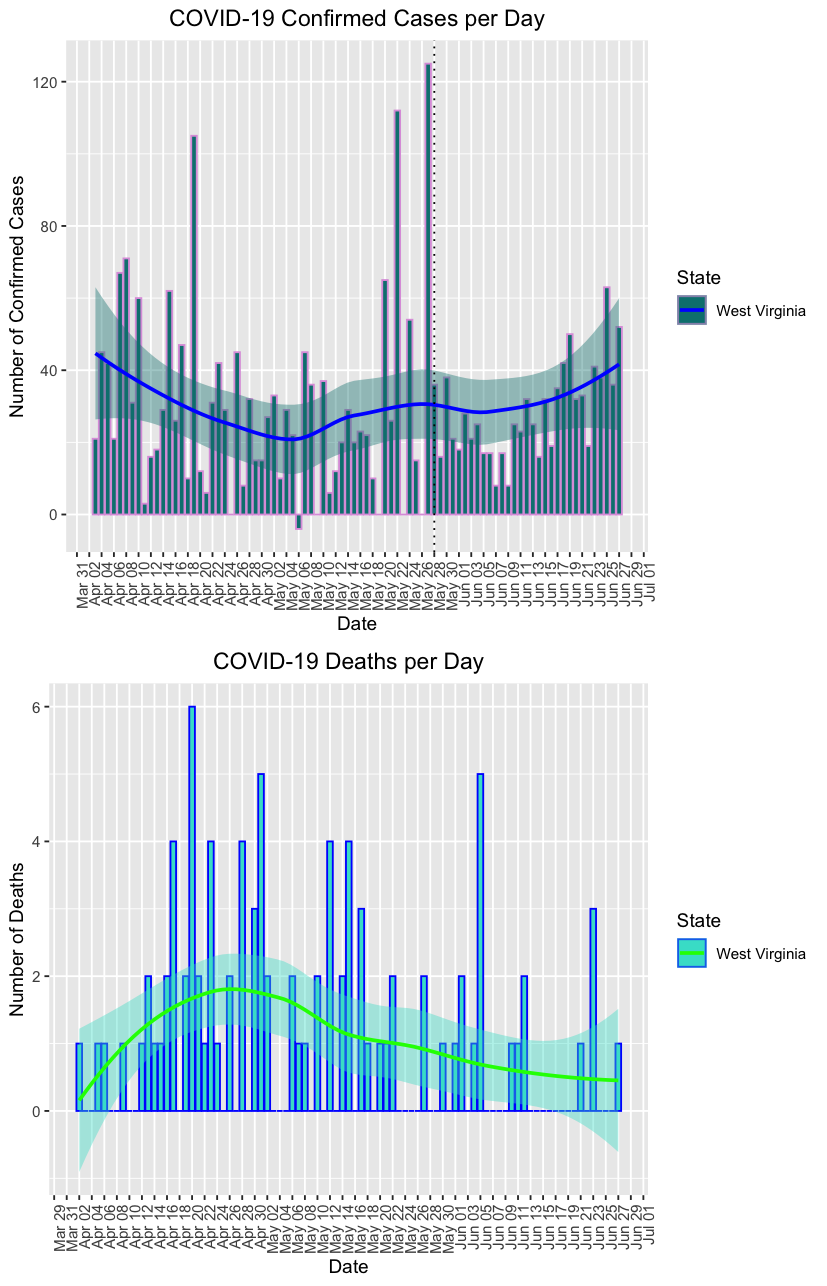 COVID-19 Confirmed Cases per Day
Number of Confirmed Cases
120
80
40
0
Mar 31
Apr 02
Apr 04
Apr 06
Apr 08
Apr 10
Apr 12
Apr 14
Apr 16
Apr 18
Apr 20
Apr 22
Apr 24
Apr 26
Apr 28
Apr 30
May 02
May 04
May 06
May 08
May 10
May 12
May 14
May 16
May 18
May 20
May 22
May 24
May 26
May 28
May 30
Jun 01
Jun 03
Jun 05
Jun 07
Jun 09
Jun 11
Jun 13
Jun 15
Jun 17
Jun 19
Jun 21
Jun 23
Jun 25
Jun 27
Jun 29
Jul 01
Date
State
West Virginia
COVID-19 Deaths per Day
Number of Deaths
6
4
2
0
Mar 29
Mar 31
Apr 02
Apr 04
Apr 06
Apr 08
Apr 10
Apr 12
Apr 14
Apr 16
Apr 18
Apr 20
Apr 22
Apr 24
Apr 26
Apr 28
Apr 30
May 02
May 04
May 06
May 08
May 10
May 12
May 14
May 16
May 18
May 20
May 22
May 24
May 26
May 28
May 30
Jun 01
Jun 03
Jun 05
Jun 07
Jun 09
Jun 11
Jun 13
Jun 15
Jun 17
Jun 19
Jun 21
Jun 23
Jun 25
Jun 27
Jun 29
Jul 01
Date
State
West Virginia